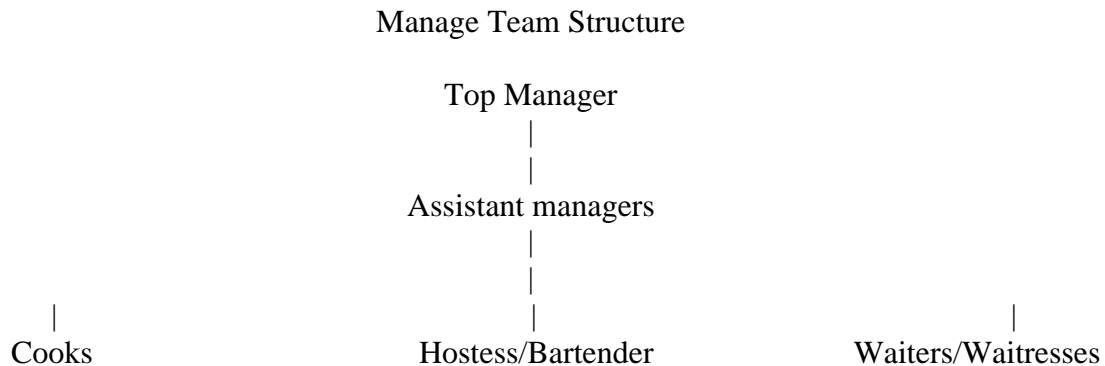 Manage Team Structure
Top Manager
Assistant managers
Cooks Hostess/Bartender Waiters/Waitresses